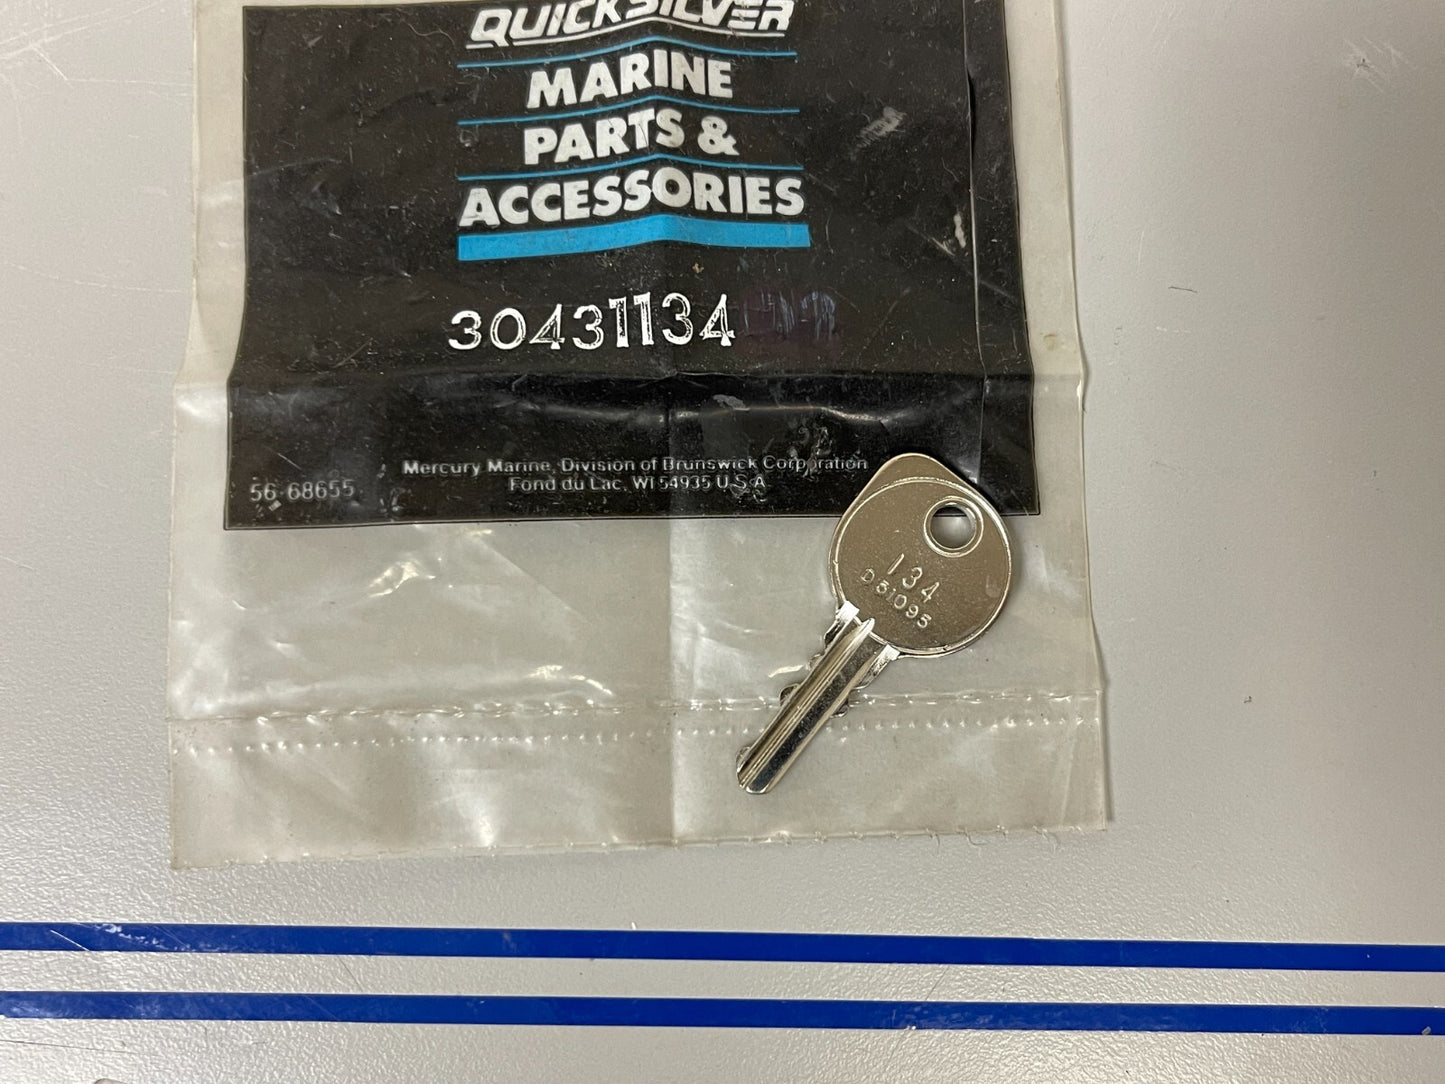 QUICKSILVER
MARINE
PARTS &
ACCESSORIES
30431134
Mercury Marine, Division of Brunswick Corporation
Fond du Lac, WI 54935 U.S.A
56-68655
134
D31095